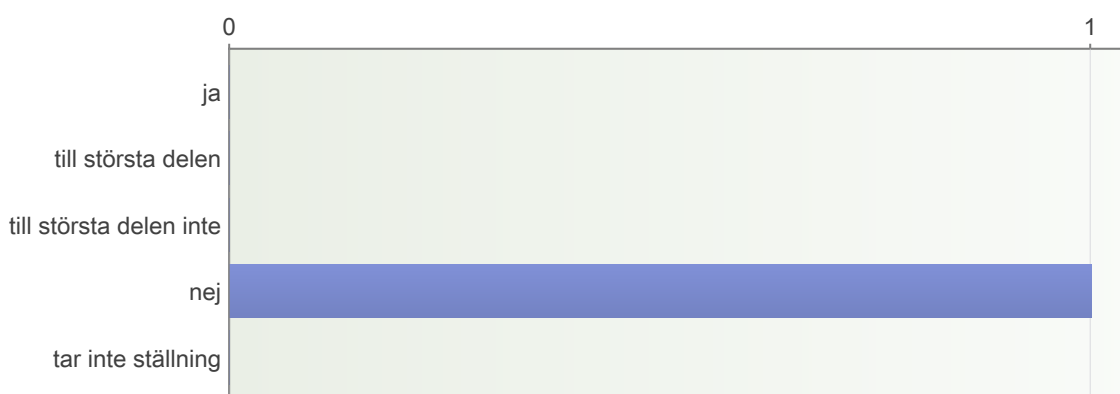 0 1
ja
till största delen
till största delen inte
nej
tar inte ställning